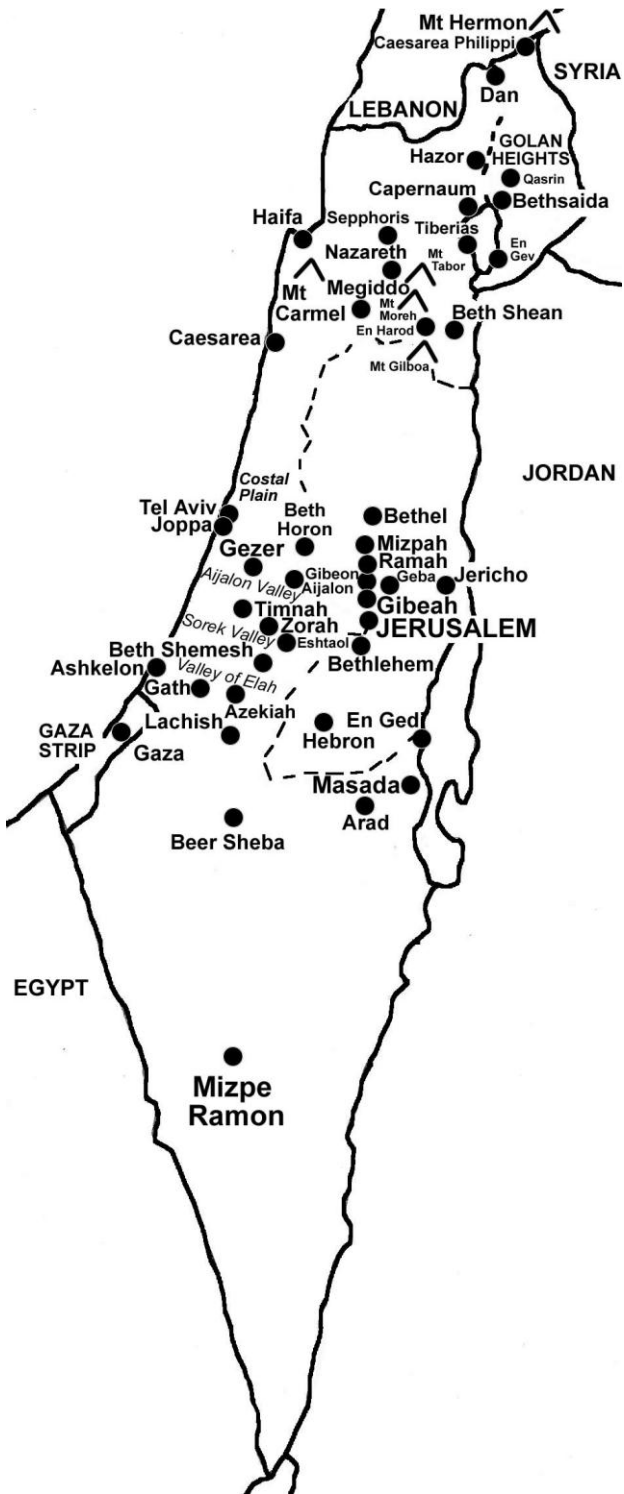 Mt Hermon
Caesarea Philippi
SYRIA
Dan
LEBANON
GOLAN
HEIGHTS
Hazor
Qasrin
Capernaum
Bethsaida
Sepphoris
Tiberias
Haifa
En
Gev
Nazareth
Mt
Tabor
Megiddo
Mt
Carmel
Mt
Moreh
En Harod
Beth Shean
Caesarea
Mt Gilboa
JORDAN
Costal
Plain
Tel Aviv
Joppa
Beth
Horon
Bethel
Mizpah
Gezer
Ramah
Aijalon Valley
Gibeon
Aijalon
Geba
Jericho
Timnah
Gibeah
Sorek Valley
Zorah
JERUSALEM
Eshtaol
Beth Shemesh
Bethlehem
Ashkelon
Valley of Elah
Gath
Azekiah
Lachish
En Gedi
GAZA
STRIP
Gaza
Hebron
Masada
Arad
Beer Sheba
EGYPT
Mizpe
Ramon